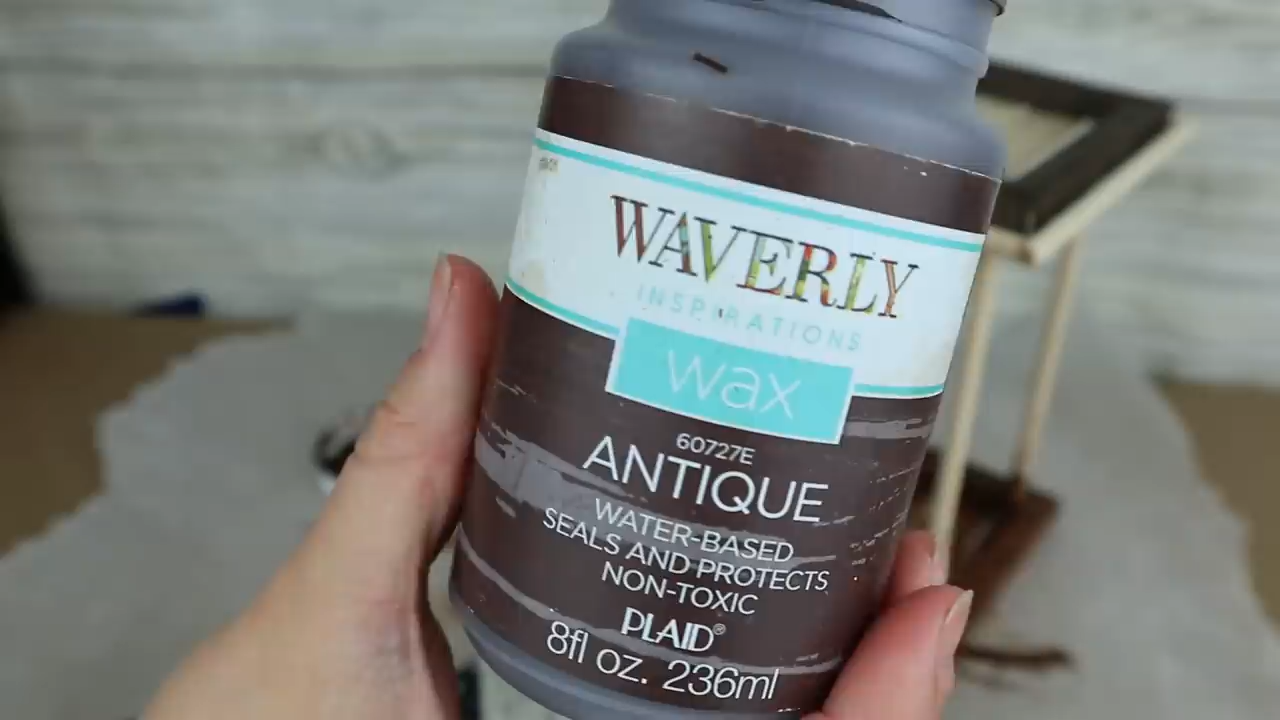 WAVERLY
INSPIRATIONS
wax
60727E
ANTIQUE
WATER-BASED
SEALS AND PROTECTS
NON-TOXIC
PLAID®
8fl oz. 236ml